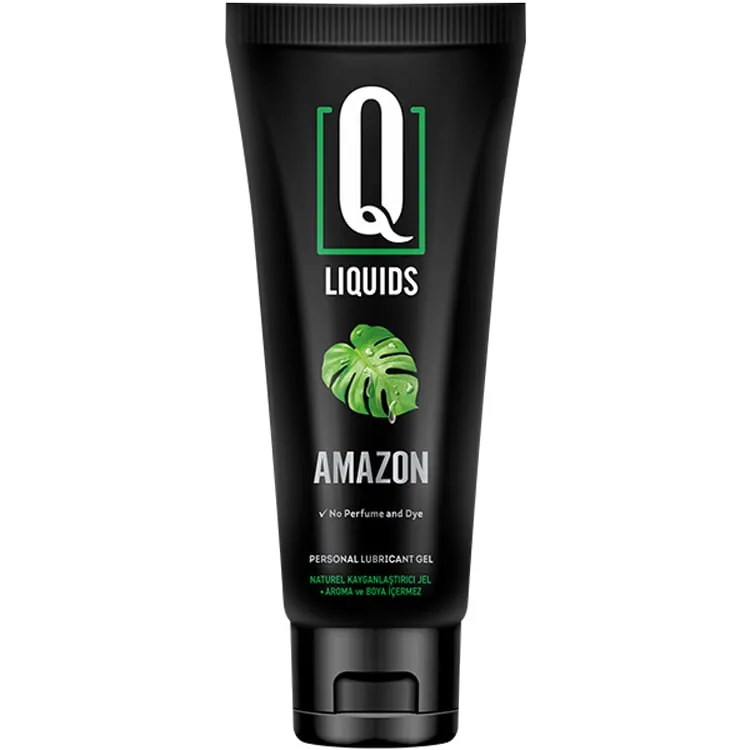 Q
LIQUIDS
AMAZON
✓ No Perfume and Dye
PERSONAL LUBRICANT GEL
NATUREL KAYGANLAŞTIRICI JEL
• AROMA ve BOYA İÇERMEZ